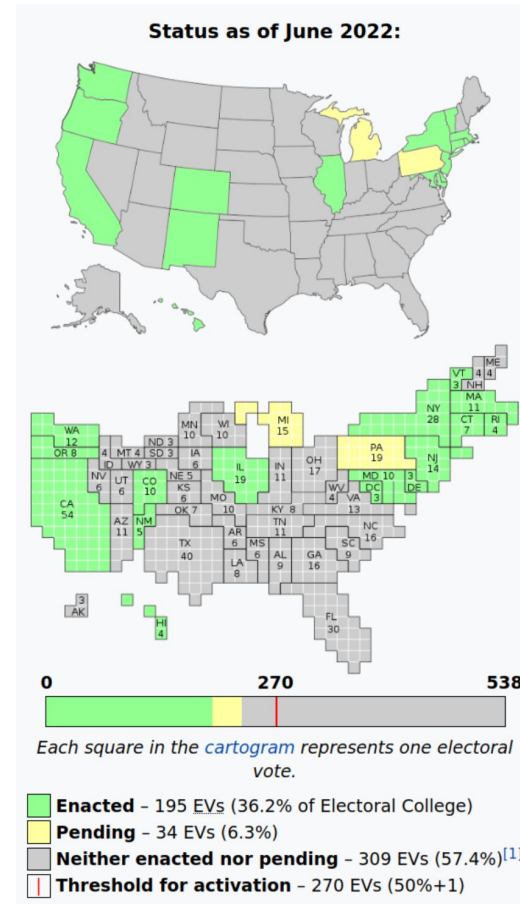 Status as of June 2022:
ME
4 4
VT
3 NH
MA
11
NY
28
CT
7
RI
4
WA
12
MN
10
WI
10
MI
15
PA
19
NJ
14
OR 8
4
ID
MT 4
ND 3
SD 3
WY 3
IA
6
IL
19
IN
11
OH
17
MD 10
DC
3
3
DE
NV
6
UT
6
CO
10
NE 5
KS
6
MO
10
WV
4
VA
13
CA
54
AZ
11
NM
5
OK 7
KY 8
TN
11
NC
16
TX
40
AR
6
LA
8
MS
6
AL
9
GA
16
SC
9
3
AK
HI
4
FL
30
0 270 538
Each square in the cartogram represents one electoral
vote.
Enacted – 195 EVs (36.2% of Electoral College)
Pending – 34 EVs (6.3%)
Neither enacted nor pending – 309 EVs (57.4%)[1]
Threshold for activation – 270 EVs (50%+1)